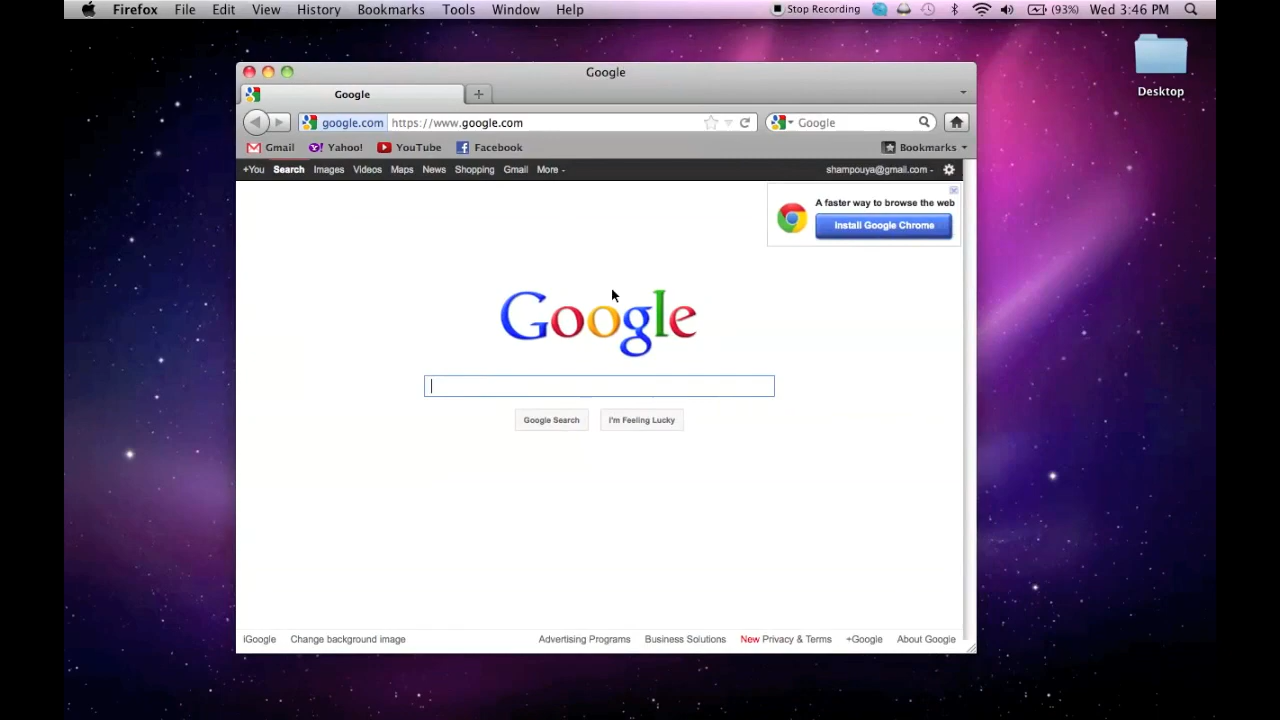 Firefox File Edit View History Bookmarks Tools Window Help Stop Recording (93%) Wed 3:46 PM
Desktop
Google
Google
google.com https://www.google.com Google
Gmail Yahoo! YouTube Facebook Bookmarks
+You Search Images Videos Maps News Shopping Gmail More - shampouya@gmail.com -
A faster way to browse the web
Install Google Chrome
Google
Google Search I'm Feeling Lucky
iGoogle Change background image Advertising Programs Business Solutions New Privacy & Terms +Google About Google